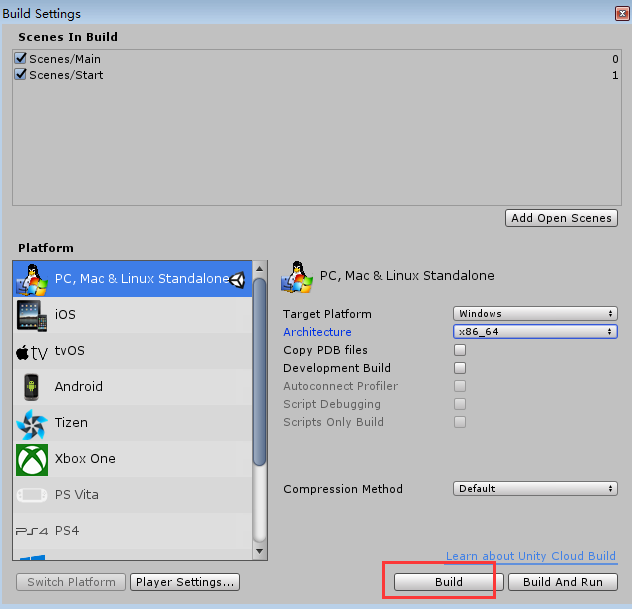 Build Settings
Scenes In Build
Scenes/Main 0
Scenes/Start 1
Add Open Scenes
Platform
PC, Mac & Linux Standalone
iOS
tv tvOS
Android
Tizen
Xbox One
PS Vita
PS4 PS4
PC, Mac & Linux Standalone
Target Platform Windows
Architecture x86_64
Copy PDB files
Development Build
Autoconnect Profiler
Script Debugging
Scripts Only Build
Compression Method Default
Learn about Unity Cloud Build
Switch Platform Player Settings... Build Build And Run